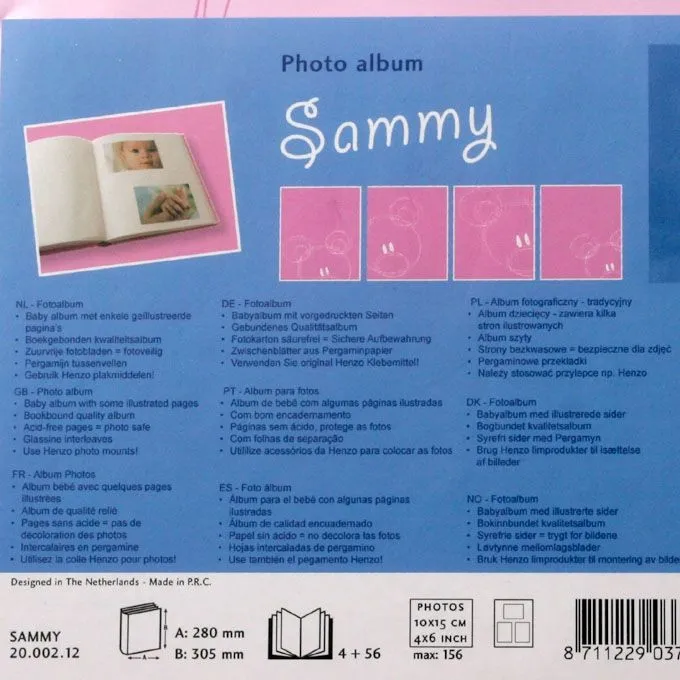 Photo album
Sammy
NL - Fotoalbum
• Baby album met enkele geillustreerde
pagina's
• Boekgebonden kwaliteitsalbum
• Zuurvrije fotobladen = fotoveilig
• Pergamijn tussenvellen
• Gebruik Henzo plakmiddelen!
GB - Photo album
• Baby album with some illustrated pages
• Bookbound quality album
• Acid-free pages = photo safe
• Glassine interleaves
• Use Henzo photo mounts!
FR - Album Photos
• Album bébé avec quelques pages
illustrées
• Album de qualité relié
• Pages sans acide = pas de
decoloration des photos
• Intercalaires en pergamine
• Utilisez la colle Henzo pour photos!
DE - Fotoalbum
• Babyalbum mit vorgedruckten Seiten
• Gebundenes Qualitätsalbum
• Fotokarton säurefrei = Sichere Aufbewahrung
• Zwischenblätter aus Pergaminpapier
• Verwenden Sie original Henzo Klebemittel!
PT - Album para fotos
• Album de bebé com algumas páginas ilustradas
• Com bom encadernamento
• Páginas sem ácido, protege as fotos
• Com folhas de separação
• Utililize acessórios da Henzo para colocar as fotos
ES - Foto álbum
• Álbum para el bebé con algunas páginas
ilustradas
• Álbum de calidad encuadernado
• Papel sin ácido = no decolora las fotos
• Hojas intercaladas de pergamino
• Use también el pegamento Henzo!
PL - Album fotograficzny - tradycyjny
• Album dziecięcy - zawiera kilka
stron ilustrowanych
• Album szyty
• Strony bezkwasowe = bezpieczne dla zdjęć
• Pergaminowe przekładki
• Należy stosować przylepce np. Henzo
DK - Fotoalbum
• Babyalbum med illustrerede sider
• Bogbundet kvalitetsalbum
• Syrefri sider med Pergamyn
• Brug Henzo limprodukter til isættelse
af billeder
NO - Fotoalbum
• Babyalbum med illustrerte sider
• Bokinnbundet kvalitetsalbum
• Syrefrie sider = trygt for bildene
• Løvtynne mellomlagsblader
• Bruk Henzo limprodukter til montering av bilder
Designed in The Netherlands - Made in P.R.C.
SAMMY
20.002.12
B
A
A: 280 mm
B: 305 mm
4 + 56
PHOTOS
10X15 CM
4X6 INCH
max: 156
8 711229 037